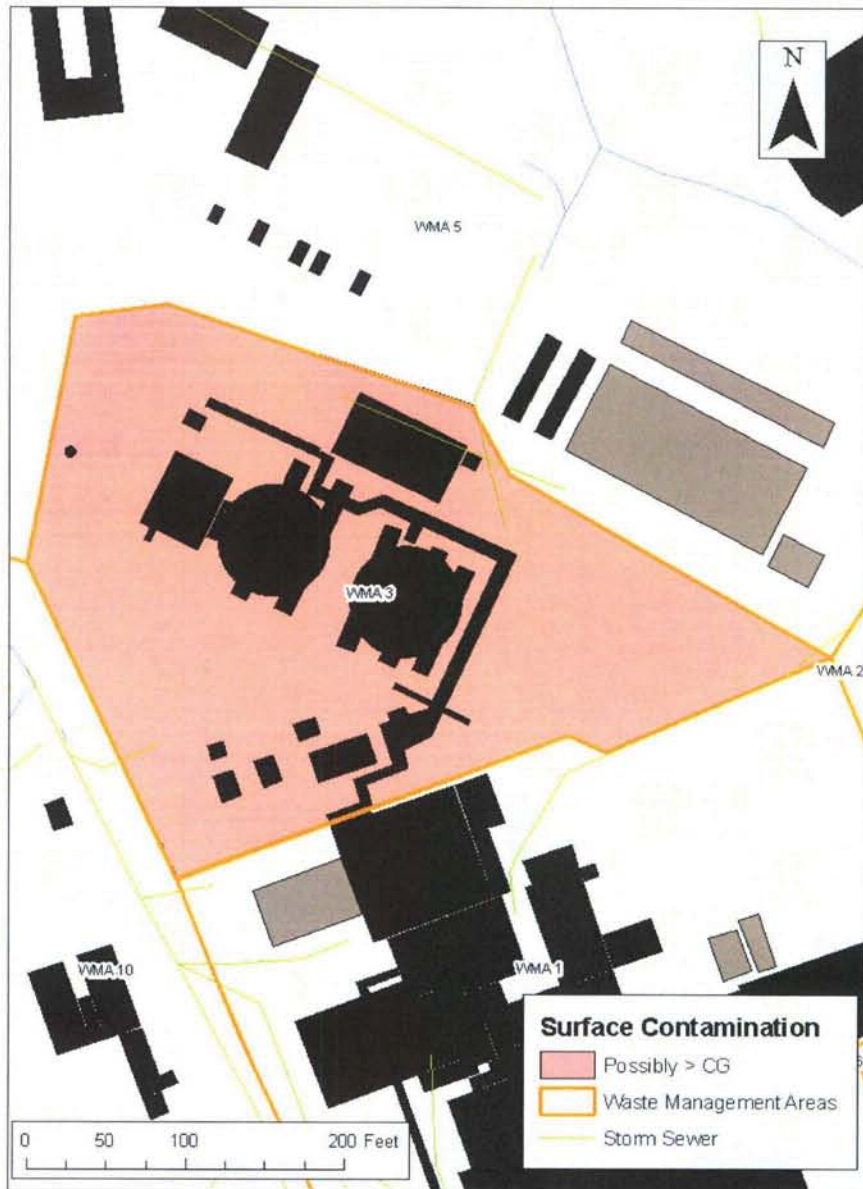 N
WMA 5
WMA 3
WMA 2
WMA 10
WMA 1
Surface Contamination
Possibly > CG
Waste Management Areas
Storm Sewer
0 50 100 200 Feet